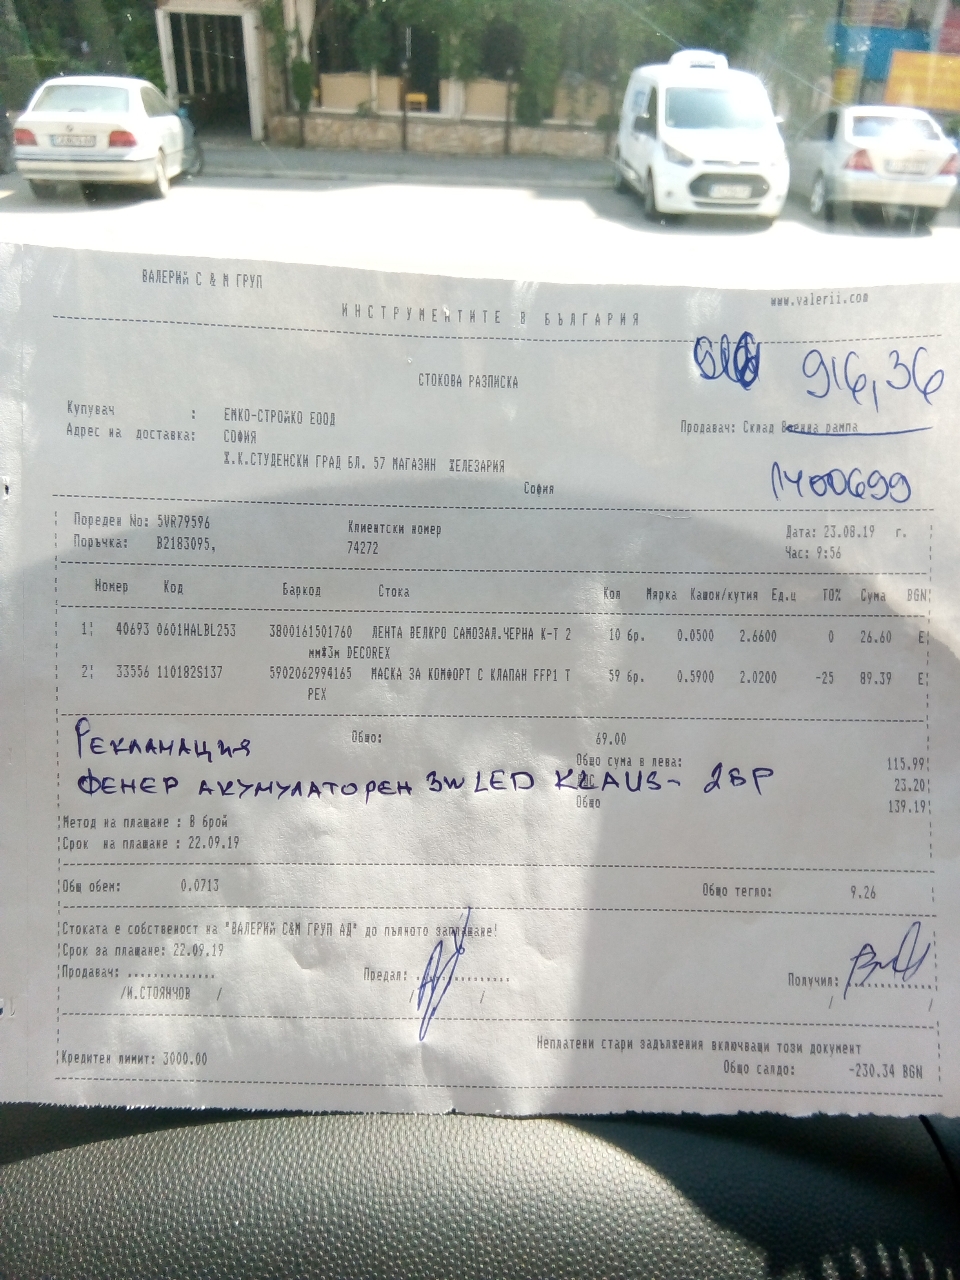 ВАЛЕРИЙ С & М ГРУП
www.valerii.com
ИНСТРУМЕНТИТЕ В БЪЛГАРИЯ
916,36
СТОКОВА РАЗПИСКА
Купувач : ЕМКО-СТРОЙКО ЕООД
Продавач: Склад Военна рампа
Адрес на доставка: СОФИЯ
Ж.К.СТУДЕНСКИ ГРАД БЛ. 57 МАГАЗИН ЖЕЛЕЗАРИЯ
София
1400699
Пореден No: 5VR79596 Клиентски номер Дата: 23.08.19 г.
Поръчка: B2183095, 74272 Час: 9:56
Номер Код Баркод Стока Кол Мярка Кашон/кутия Ед.ц ТО% Сума BGN
1 40693 0601HALBL253 3800161501760 ЛЕНТА ВЕЛКРО САМОЗАЛ.ЧЕРНА К-Т 2 10 бр. 0.0500 2.6600 0 26.60 E
мм*3м DECOREX
2 33556 110182S137 5902062994165 МАСКА ЗА КОМФОРТ С КЛАПАН FFP1 T 59 бр. 0.5900 2.0200 -25 89.39 E
PEX
Общо: 69.00
РЕКЛАМАЦИЯ
Общо сума в лева: 115.99
ФЕНЕР АКУМУЛАТОРЕН 3W LED KLAUS - 2БР
23.20
Общо 139.19
Метод на плащане : В брой
Срок на плащане : 22.09.19
Общ обем: 0.0713 Общо тегло: 9.26
Стоката е собственост на "ВАЛЕРИЙ С&М ГРУП АД" до пълното заплащане!
Срок за плащане: 22.09.19
Продавач: ............. Предал: ............. Получил: .............
/И.СТОЯНЧОВ / / / / /
Неплатени стари задължения включващи този документ
Кредитен лимит: 3000.00
Общо салдо: -230.34 BGN